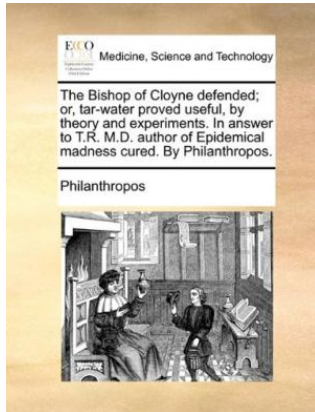 ECCO
Medicine, Science and Technology
The Bishop of Cloyne defended;
or, tar-water proved useful, by
theory and experiments. In answer
to T.R. M.D. author of Epidemical
madness cured. By Philanthropos.
Philanthropos